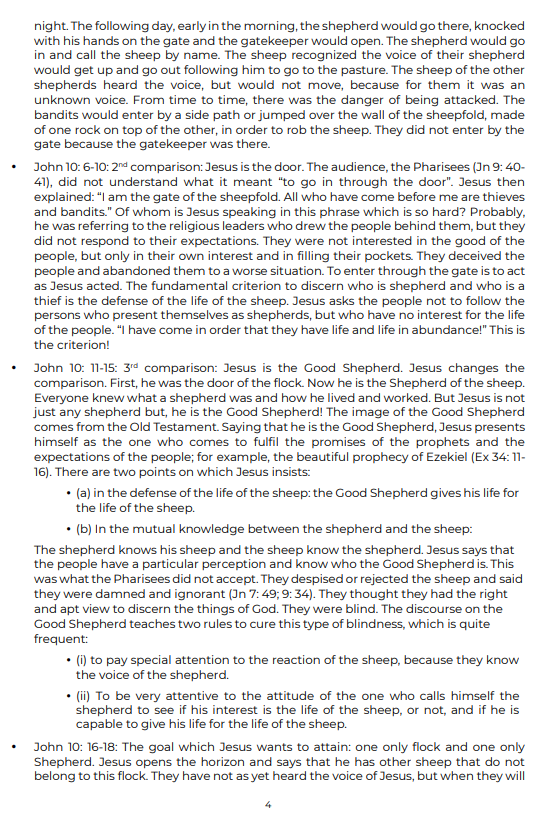 night. The following day, early in the morning, the shepherd would go there, knocked
with his hands on the gate and the gatekeeper would open. The shepherd would go
in and call the sheep by name. The sheep recognized the voice of their shepherd
would get up and go out following him to go to the pasture. The sheep of the other
shepherds heard the voice, but would not move, because for them it was an
unknown voice. From time to time, there was the danger of being attacked. The
bandits would enter by a side path or jumped over the wall of the sheepfold, made
of one rock on top of the other, in order to rob the sheep. They did not enter by the
gate because the gatekeeper was there.
• John 10: 6-10: 2nd comparison: Jesus is the door. The audience, the Pharisees (Jn 9: 40-
41), did not understand what it meant “to go in through the door”. Jesus then
explained: “I am the gate of the sheepfold. All who have come before me are thieves
and bandits.” Of whom is Jesus speaking in this phrase which is so hard? Probably,
he was referring to the religious leaders who drew the people behind them, but they
did not respond to their expectations. They were not interested in the good of the
people, but only in their own interest and in filling their pockets. They deceived the
people and abandoned them to a worse situation. To enter through the gate is to act
as Jesus acted. The fundamental criterion to discern who is shepherd and who is a
thief is the defense of the life of the sheep. Jesus asks the people not to follow the
persons who present themselves as shepherds, but who have no interest for the life
of the people. “I have come in order that they have life and life in abundance!” This is
the criterion!
• John 10: 11-15: 3rd comparison: Jesus is the Good Shepherd. Jesus changes the
comparison. First, he was the door of the flock. Now he is the Shepherd of the sheep.
Everyone knew what a shepherd was and how he lived and worked. But Jesus is not
just any shepherd but, he is the Good Shepherd! The image of the Good Shepherd
comes from the Old Testament. Saying that he is the Good Shepherd, Jesus presents
himself as the one who comes to fulfil the promises of the prophets and the
expectations of the people; for example, the beautiful prophecy of Ezekiel (Ex 34: 11-
16). There are two points on which Jesus insists:
• (a) in the defense of the life of the sheep: the Good Shepherd gives his life for
the life of the sheep.
• (b) In the mutual knowledge between the shepherd and the sheep:
The shepherd knows his sheep and the sheep know the shepherd. Jesus says that
the people have a particular perception and know who the Good Shepherd is. This
was what the Pharisees did not accept. They despised or rejected the sheep and said
they were damned and ignorant (Jn 7: 49; 9: 34). They thought they had the right
and apt view to discern the things of God. They were blind. The discourse on the
Good Shepherd teaches two rules to cure this type of blindness, which is quite
frequent:
• (i) to pay special attention to the reaction of the sheep, because they know
the voice of the shepherd.
• (ii) To be very attentive to the attitude of the one who calls himself the
shepherd to see if his interest is the life of the sheep, or not, and if he is
capable to give his life for the life of the sheep.
• John 10: 16-18: The goal which Jesus wants to attain: one only flock and one only
Shepherd. Jesus opens the horizon and says that he has other sheep that do not
belong to this flock. They have not as yet heard the voice of Jesus, but when they will
4